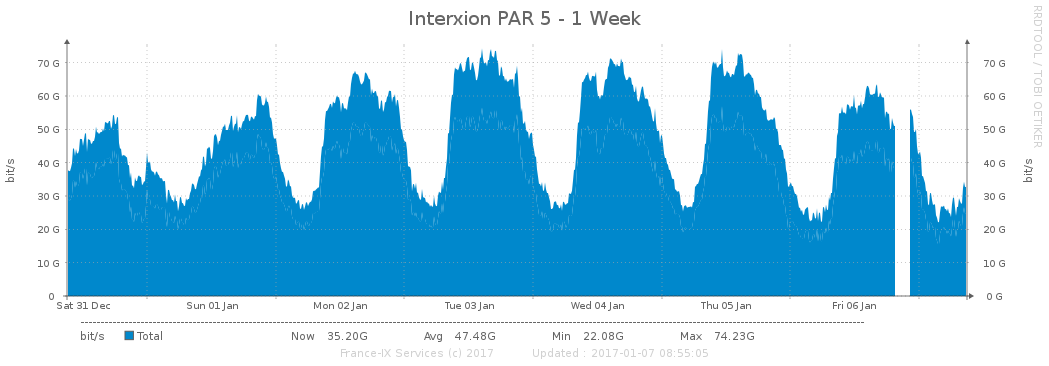 Interxion PAR 5 - 1 Week
RRDTOOL / TOBI OETIKER
bit/s
bit/s
70 G 70 G
60 G 60 G
50 G 50 G
40 G 40 G
30 G 30 G
20 G 20 G
10 G 10 G
0 0 G
Sat 31 Dec Sun 01 Jan Mon 02 Jan Tue 03 Jan Wed 04 Jan Thu 05 Jan Fri 06 Jan
bit/s Total Now 35.20G Avg 47.48G Min 22.08G Max 74.23G
France-IX Services (c) 2017 Updated : 2017-01-07 08:55:05